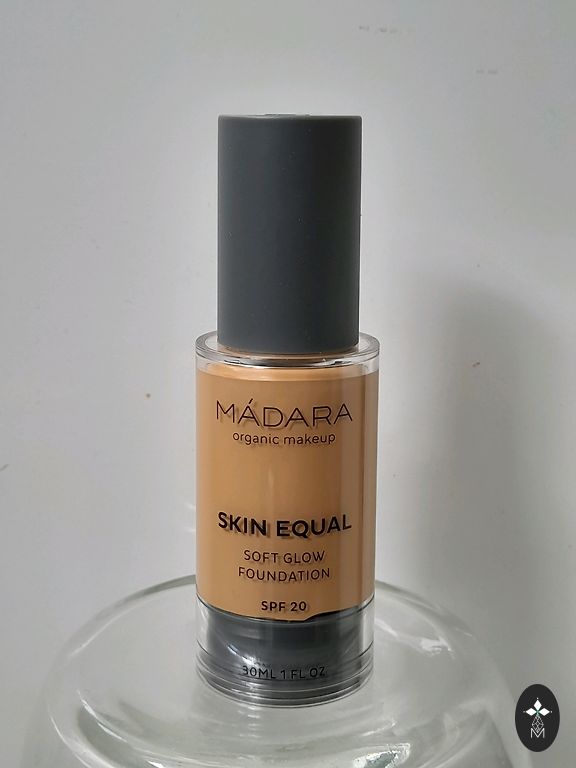 MÁDARA
organic makeup
SKIN EQUAL
SOFT GLOW
FOUNDATION
SPF 20
30ML 1 FL OZ
M